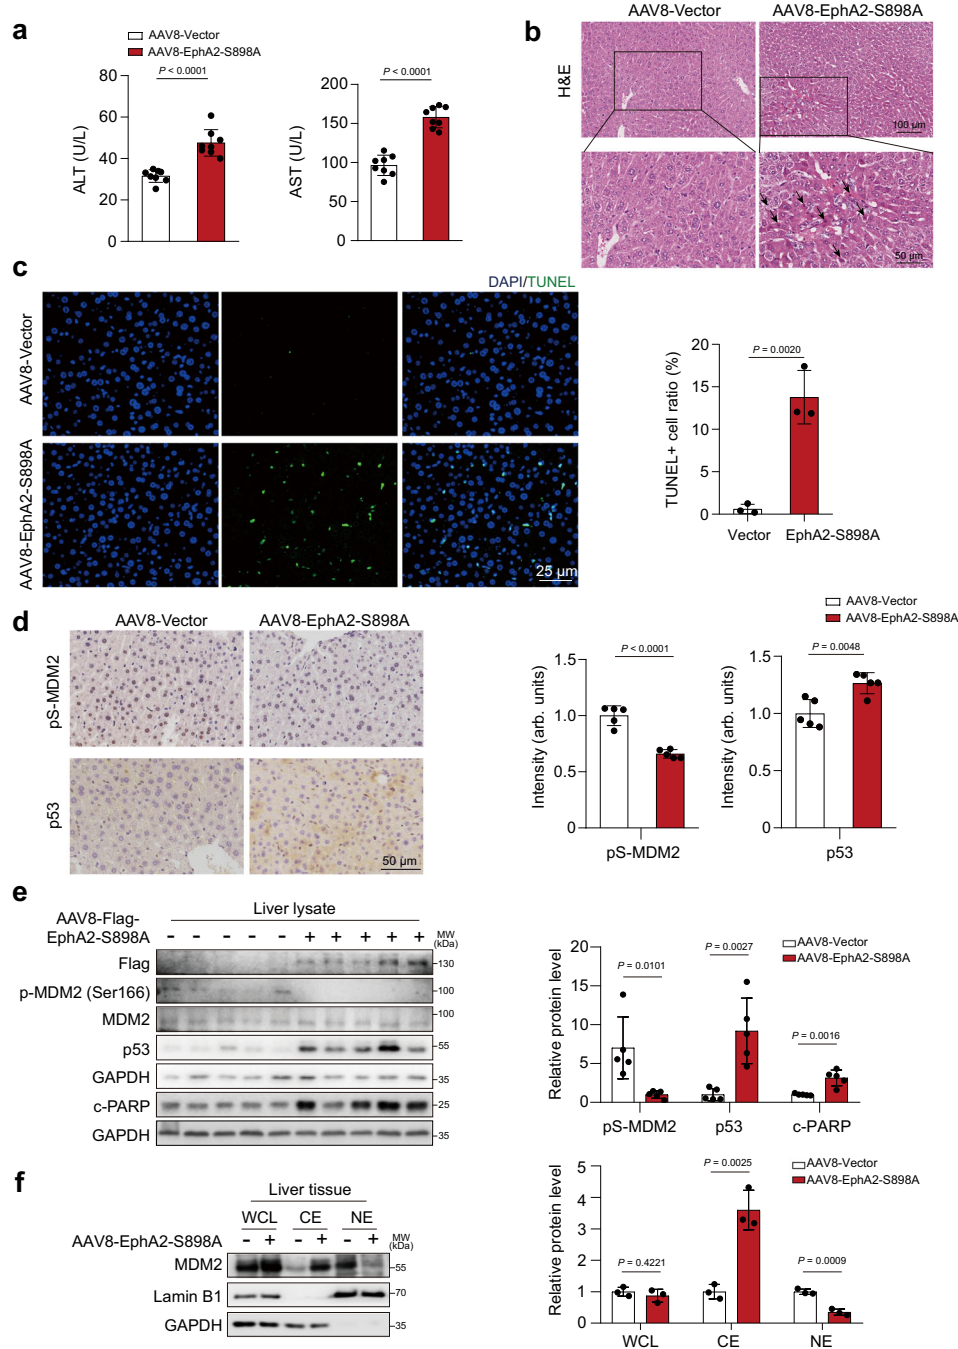 a
AAV8-Vector
AAV8-EphA2-S898A
P < 0.0001
ALT (U/L)
80
60
40
20
0
P < 0.0001
AST (U/L)
200
150
100
50
0
b
AAV8-Vector
AAV8-EphA2-S898A
H&E
100 µm
50 µm
c
DAPI/TUNEL
AAV8-Vector
AAV8-EphA2-S898A
25 µm
TUNEL+ cell ratio (%)
20
15
10
5
0
P = 0.0020
Vector
EphA2-S898A
d
AAV8-Vector
AAV8-EphA2-S898A
pS-MDM2
p53
50 µm
AAV8-Vector
AAV8-EphA2-S898A
Intensity (arb. units)
1.5
1.0
0.5
0
P < 0.0001
pS-MDM2
Intensity (arb. units)
1.5
1.0
0.5
0
P = 0.0048
p53
e
Liver lysate
AAV8-Flag-
EphA2-S898A
– – – – – + + + + +
MW
(kDa)
Flag
130
p-MDM2 (Ser166)
100
MDM2
100
p53
55
GAPDH
35
c-PARP
25
GAPDH
35
Relative protein level
20
15
10
5
0
AAV8-Vector
AAV8-EphA2-S898A
P = 0.0101
P = 0.0027
P = 0.0016
pS-MDM2
p53
c-PARP
f
Liver tissue
WCL CE NE
AAV8-EphA2-S898A
– + – + – +
MW
(kDa)
MDM2
55
Lamin B1
70
GAPDH
35
Relative protein level
5
4
3
2
1
0
AAV8-Vector
AAV8-EphA2-S898A
P = 0.4221
P = 0.0025
P = 0.0009
WCL
CE
NE